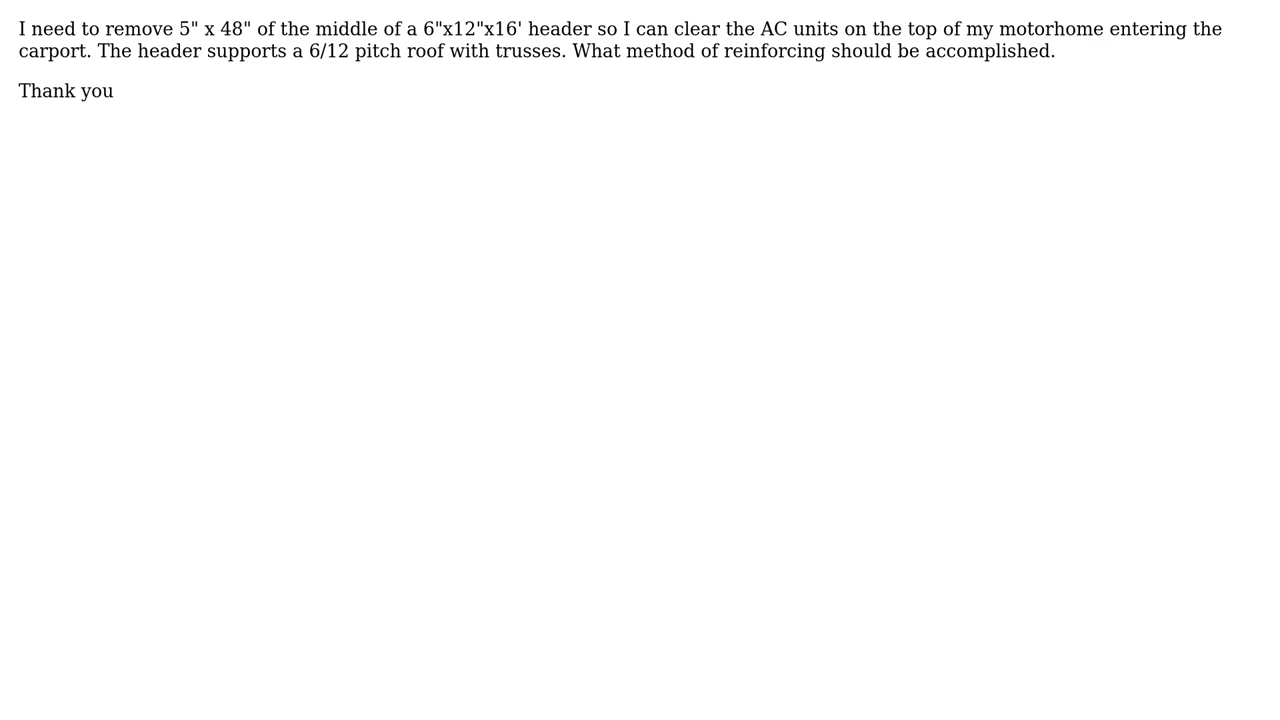 I need to remove 5" x 48" of the middle of a 6"x12"x16' header so I can clear the AC units on the top of my motorhome entering the
carport. The header supports a 6/12 pitch roof with trusses. What method of reinforcing should be accomplished.
Thank you